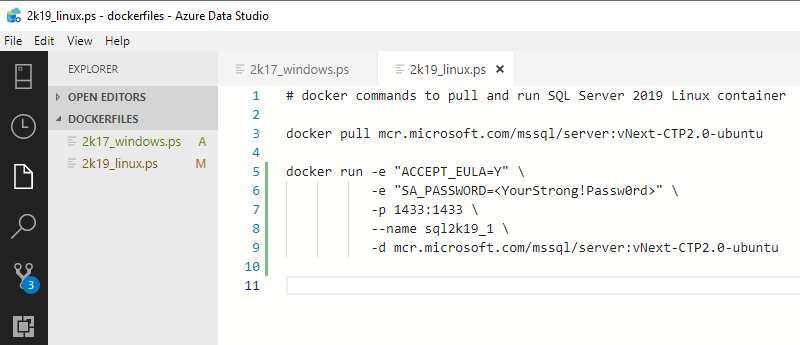 2k19_linux.ps - dockerfiles - Azure Data Studio
File Edit View Help
EXPLORER
OPEN EDITORS
DOCKERFILES
2k17_windows.ps A
2k19_linux.ps M
3
2k17_windows.ps 2k19_linux.ps ×
1 # docker commands to pull and run SQL Server 2019 Linux container
2
3 docker pull mcr.microsoft.com/mssql/server:vNext-CTP2.0-ubuntu
4
5 docker run -e "ACCEPT_EULA=Y" \
6 -e "SA_PASSWORD=<YourStrong!Passw0rd>" \
7 -p 1433:1433 \
8 --name sql2k19_1 \
9 -d mcr.microsoft.com/mssql/server:vNext-CTP2.0-ubuntu
10
11